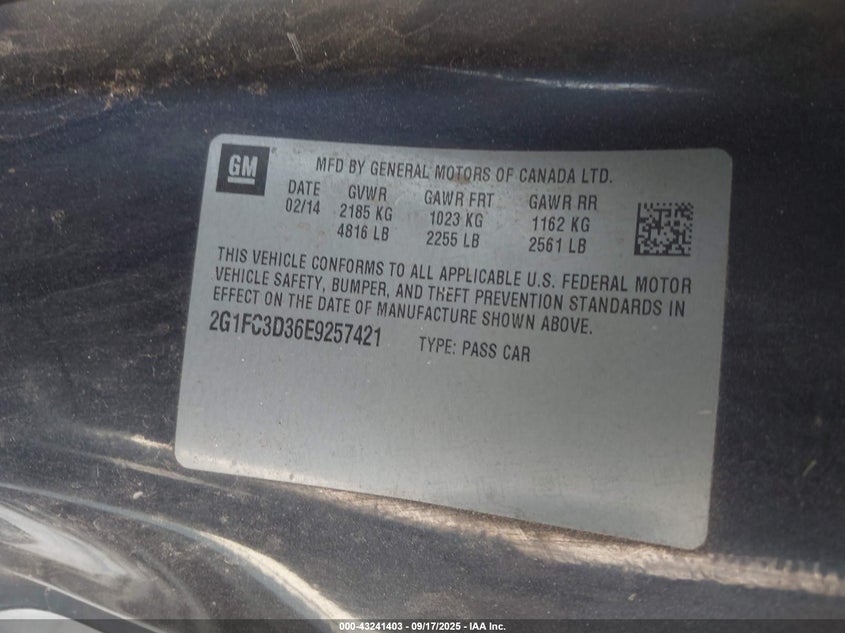 GM
MFD BY GENERAL MOTORS OF CANADA LTD.
DATE GVWR GAWR FRT GAWR RR
02/14 2185 KG 1023 KG 1162 KG
4816 LB 2255 LB 2561 LB
THIS VEHICLE CONFORMS TO ALL APPLICABLE U.S. FEDERAL MOTOR
VEHICLE SAFETY, BUMPER, AND THEFT PREVENTION STANDARDS IN
EFFECT ON THE DATE OF MANUFACTURE SHOWN ABOVE.
2G1FC3D36E9257421 TYPE: PASS CAR
000-43241403 - 09/17/2025 - IAA Inc.